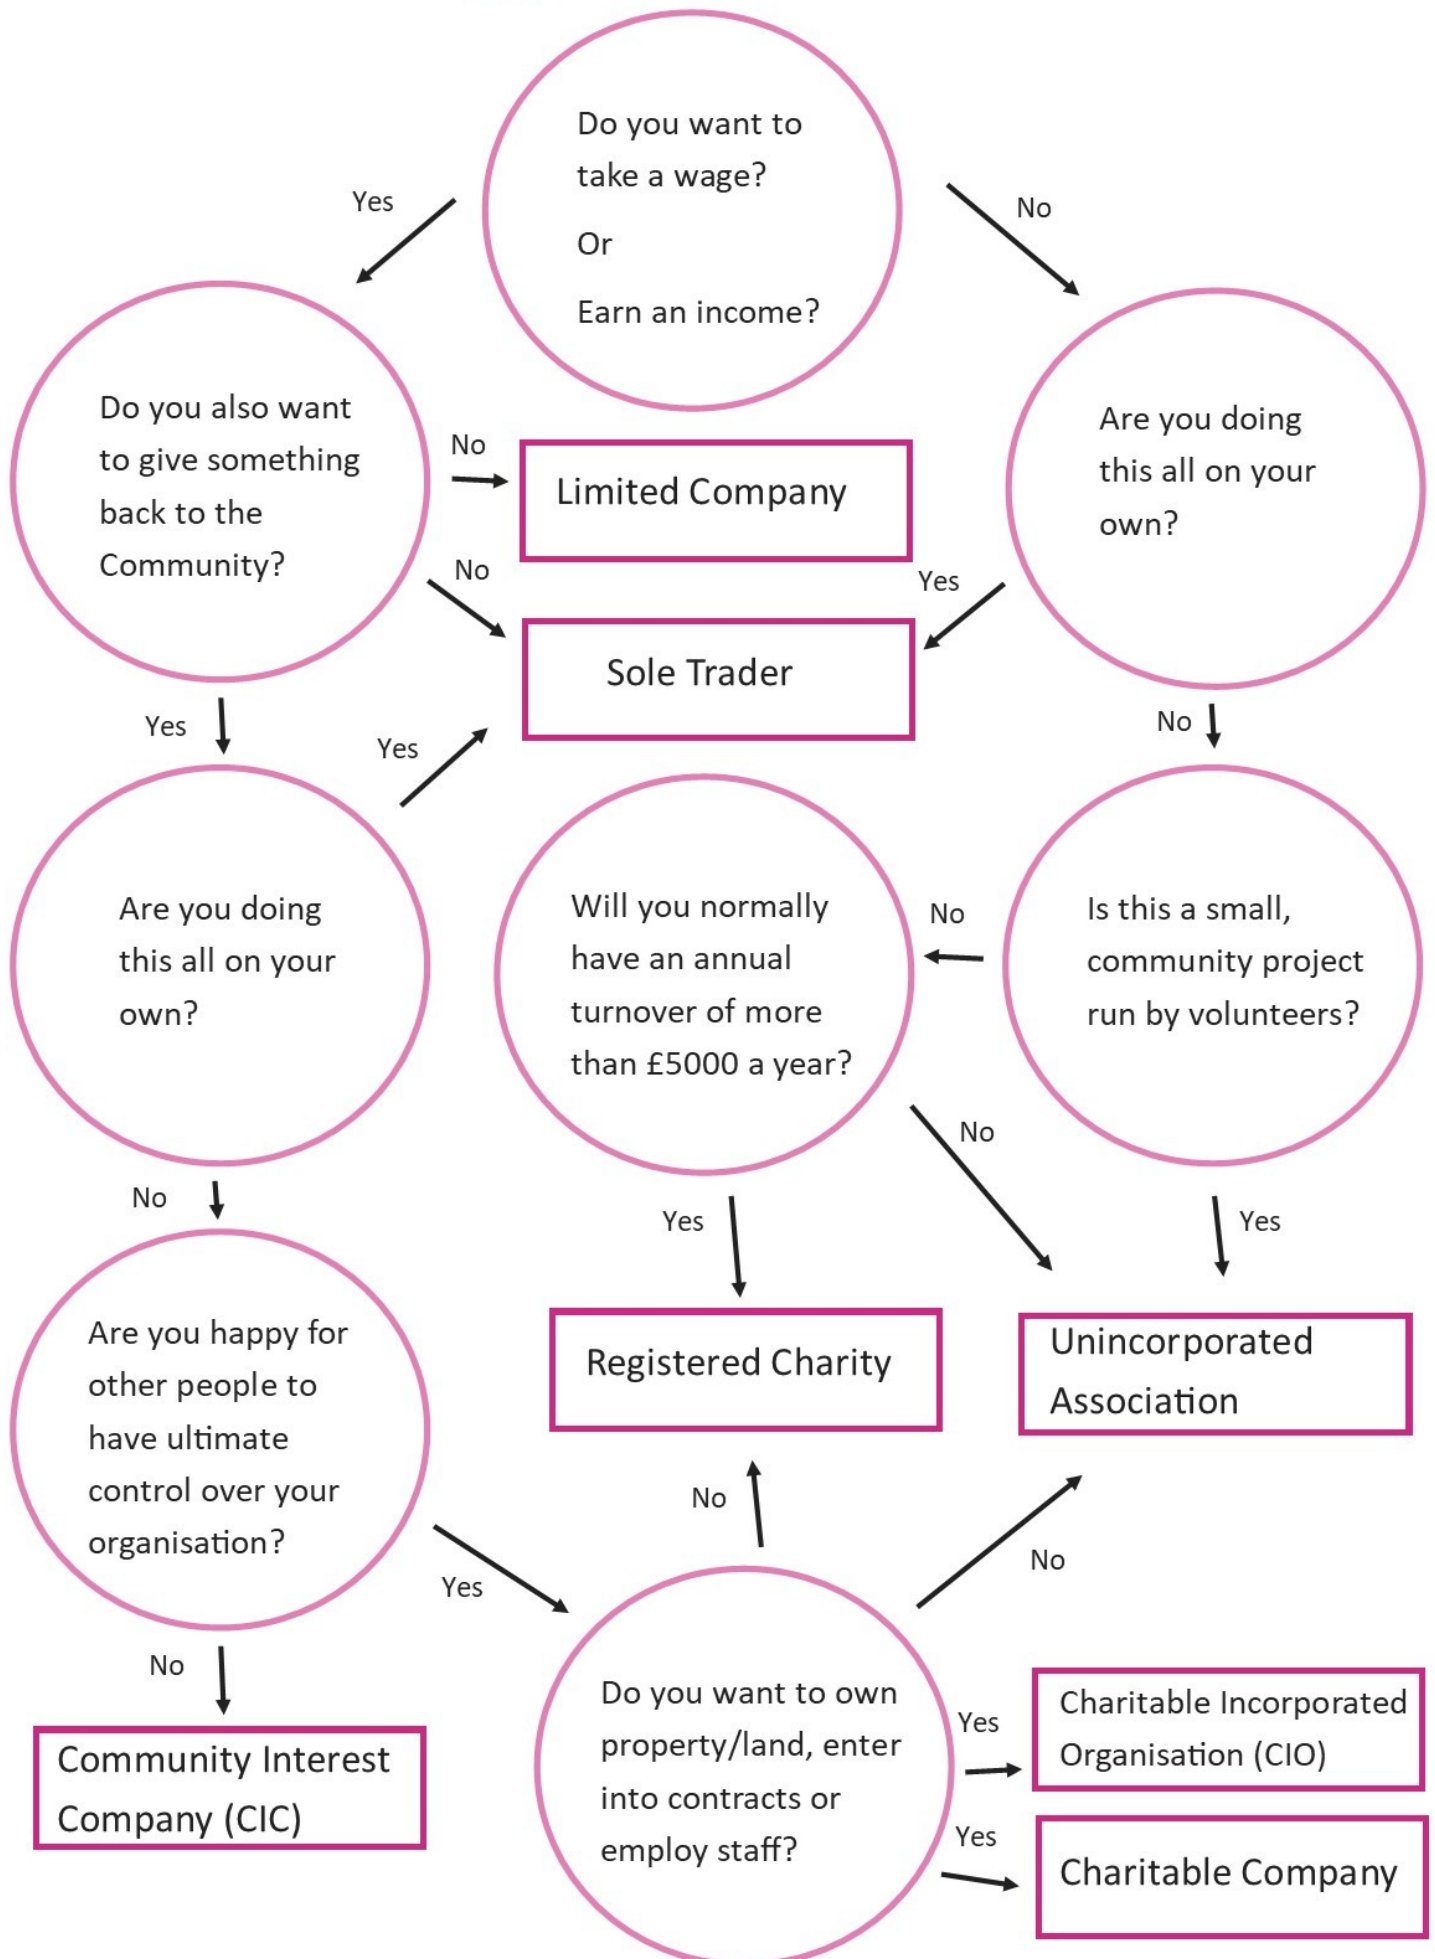 Do you want to
take a wage?
Or
Earn an income?
Yes
No
Do you also want
to give something
back to the
Community?
No
Limited Company
No
Are you doing
this all on your
own?
Yes
Sole Trader
Yes
Yes
No
Are you doing
this all on your
own?
Will you normally
have an annual
turnover of more
than £5000 a year?
No
Is this a small,
community project
run by volunteers?
No
No
Yes
Yes
Are you happy for
other people to
have ultimate
control over your
organisation?
Registered Charity
Unincorporated
Association
No
No
Yes
No
Community Interest
Company (CIC)
Do you want to own
property/land, enter
into contracts or
employ staff?
Yes
Charitable Incorporated
Organisation (CIO)
Yes
Charitable Company